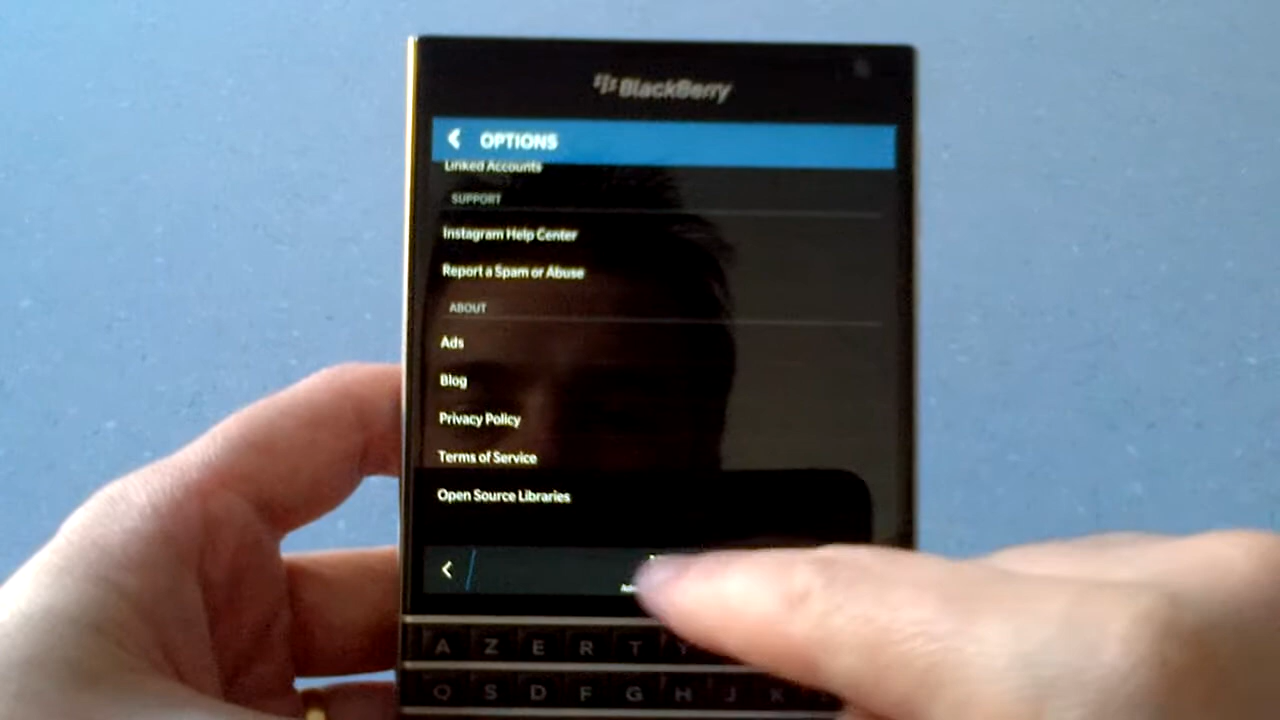 BlackBerry
OPTIONS
Linked Accounts
SUPPORT
Instagram Help Center
Report a Spam or Abuse
ABOUT
Ads
Blog
Privacy Policy
Terms of Service
Open Source Libraries
A Z E R T Y
Q S D F G H J K